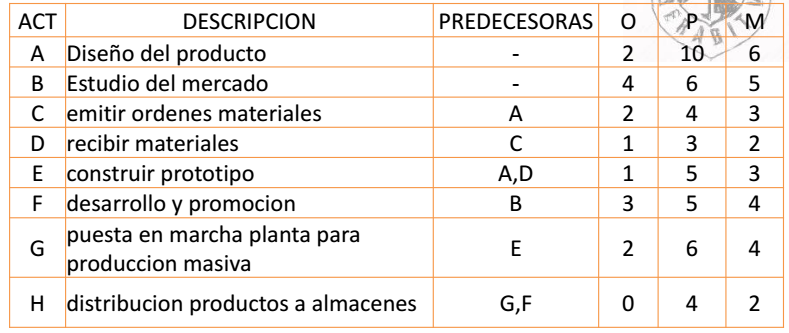 ACT DESCRIPCION PREDECESORAS O P M
A Diseño del producto - 2 10 6
B Estudio del mercado - 4 6 5
C emitir ordenes materiales A 2 4 3
D recibir materiales C 1 3 2
E construir prototipo A,D 1 5 3
F desarrollo y promocion B 3 5 4
G puesta en marcha planta para
produccion masiva E 2 6 4
H distribucion productos a almacenes G,F 0 4 2